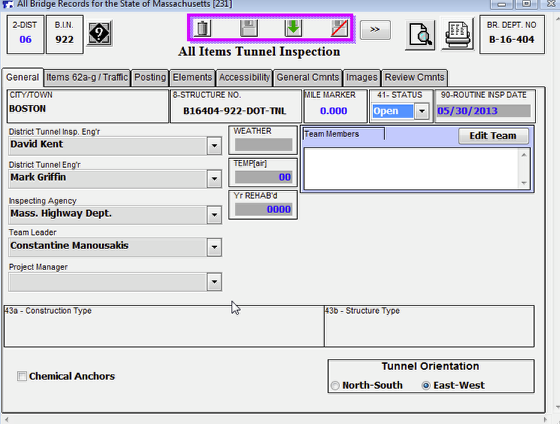 All Bridge Records for the State of Massachusetts [231]
2-DIST
06
B.I.N.
922
?
>>
BR. DEPT. NO
B-16-404
All Items Tunnel Inspection
General Items 62a-g / Traffic Posting Elements Accessibility General Cmnts Images Review Cmnts
CITY/TOWN 8-STRUCTURE NO. MILE MARKER 41- STATUS 90-ROUTINE INSP DATE
BOSTON B16404-922-DOT-TNL 0.000 Open 05/30/2013
District Tunnel Insp. Eng'r
David Kent
District Tunnel Eng'r
Mark Griffin
Inspecting Agency
Mass. Highway Dept.
Team Leader
Constantine Manousakis
Project Manager
WEATHER
TEMP[air]
00
Yr REHAB'd
0000
Team Members
Edit Team
43a - Construction Type
43b - Structure Type
Chemical Anchors
Tunnel Orientation
North-South East-West